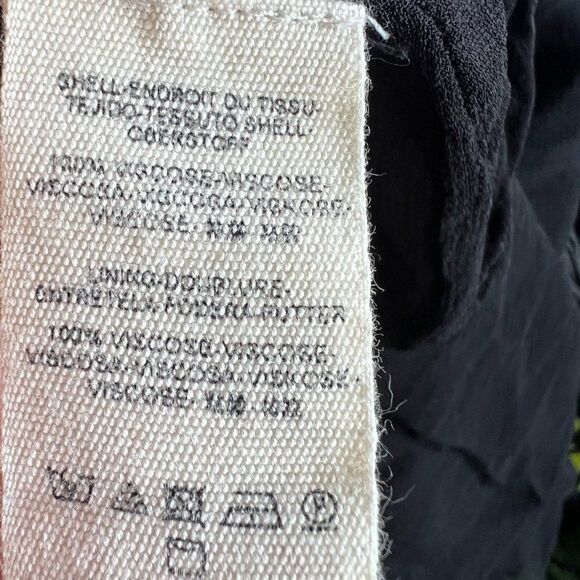 SHELL-ENDROIT DU TISSU-
TEJIDO-TESSUTO SHELL-
OBERSTOFF
100% VISCOSE-VISCOSE-
VISCOSA-VISCOSA-VISKOSE-
VISCOSE-
LINING-DOUBLURE-
ENTRETELA-FODERA-FUTTER
100% VISCOSE-VISCOSE-
VISCOSA-VISCOSA-VISKOSE-
VISCOSE-
P